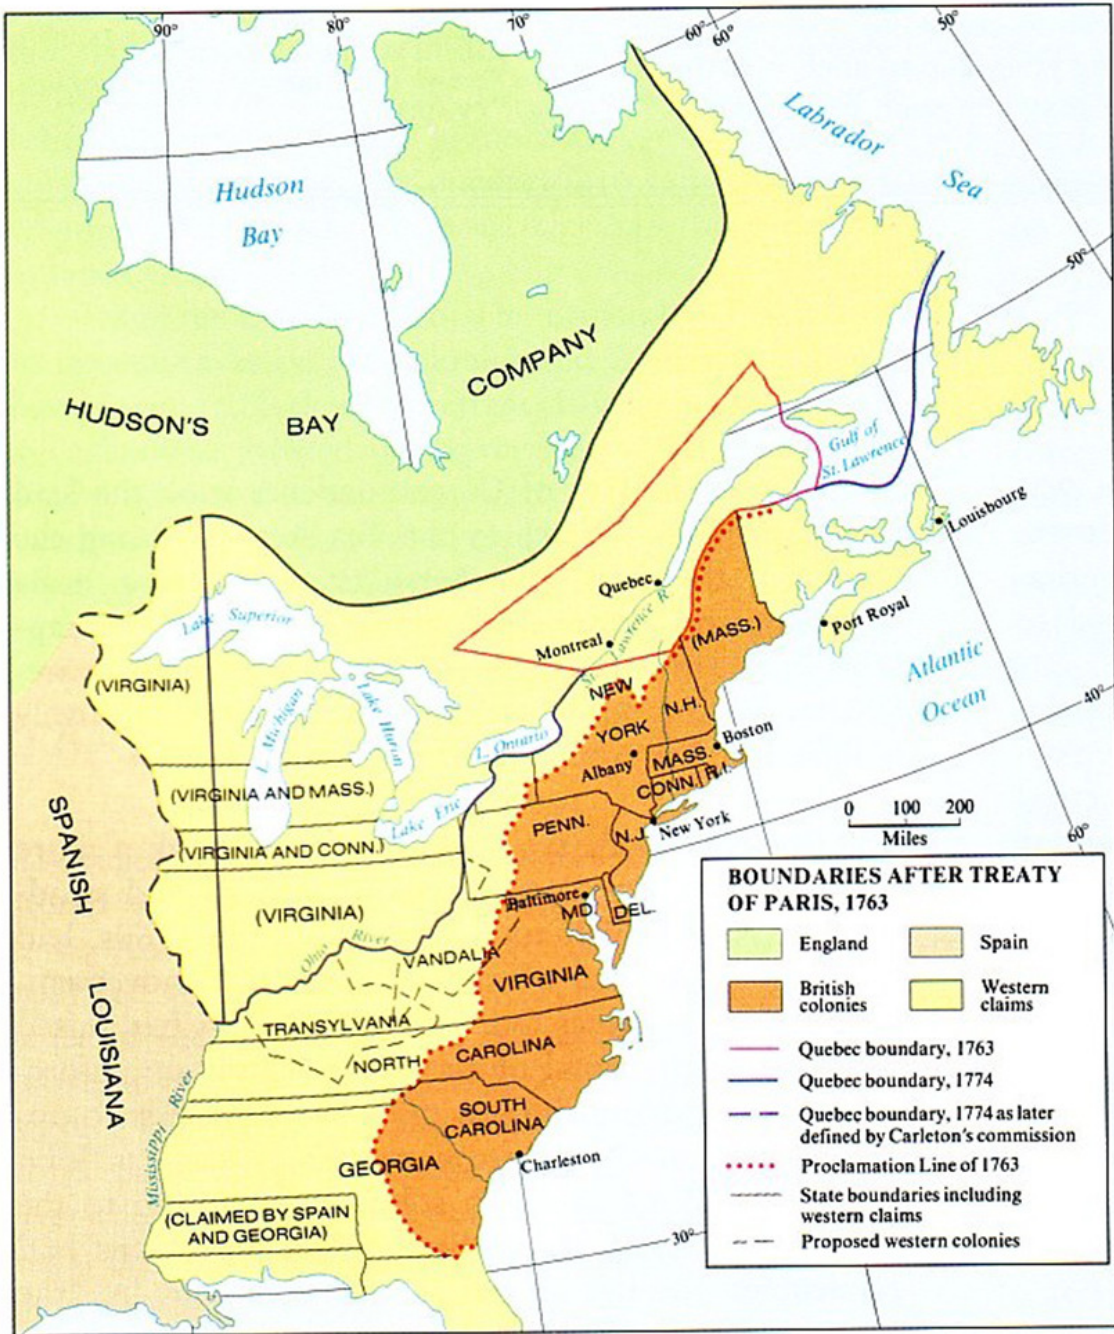 90°
80°
70°
60°
60°
50°
Labrador
Sea
Hudson
Bay
50°
HUDSON'S BAY COMPANY
Gulf of
St. Lawrence
Louisbourg
Quebec
St. Lawrence R.
Port Royal
Montreal
(MASS.)
Lake Superior
Atlantic
Ocean
40°
(VIRGINIA)
L. Michigan
Lake Huron
NEW
YORK
N.H.
L. Ontario
Boston
MASS.
Albany
CONN.
R.I.
(VIRGINIA AND MASS.)
Lake Erie
0 100 200
Miles
60°
SPANISH
LOUISIANA
(VIRGINIA AND CONN.)
PENN.
N.J.
New York
Baltimore
MD.
DEL.
(VIRGINIA)
Ohio River
VANDALIA
VIRGINIA
TRANSYLVANIA
NORTH CAROLINA
Mississippi River
SOUTH
CAROLINA
Charleston
GEORGIA
(CLAIMED BY SPAIN
AND GEORGIA)
30°
BOUNDARIES AFTER TREATY
OF PARIS, 1763
England
Spain
British
colonies
Western
claims
Quebec boundary, 1763
Quebec boundary, 1774
Quebec boundary, 1774 as later
defined by Carleton's commission
Proclamation Line of 1763
State boundaries including
western claims
Proposed western colonies